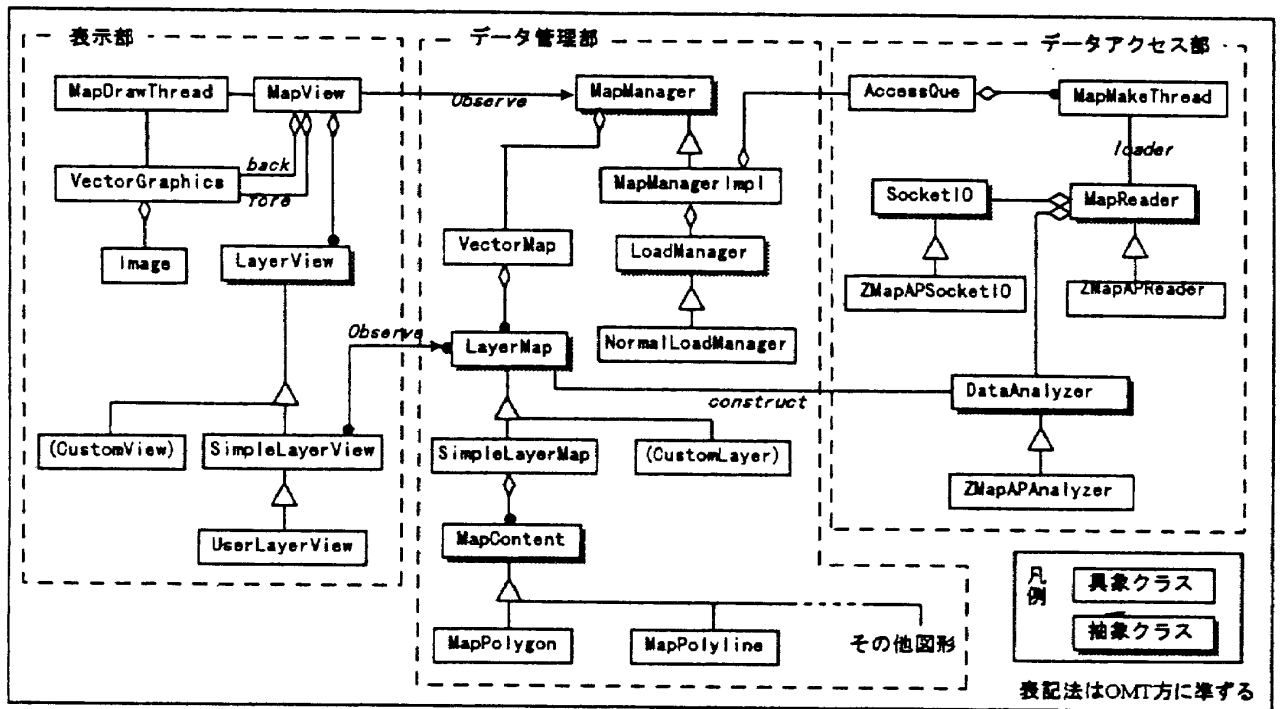 表示部
データ管理部
データアクセス部
MapDrawThread
MapView
Observe
MapManager
AccessQue
MapMakeThread
back
fore
VectorGraphics
MapManagerImpl
loader
SocketIO
MapReader
Image
LayerView
VectorMap
LoadManager
ZMapAPSocketIO
ZMapAPReader
Observe
LayerMap
NormalLoadManager
construct
DataAnalyzer
(CustomView)
SimpleLayerView
SimpleLayerMap
(CustomLayer)
ZMapAPAnalyzer
UserLayerView
MapContent
凡例
具象クラス
抽象クラス
MapPolygon
MapPolyline
その他図形
表記法はOMT方に準ずる